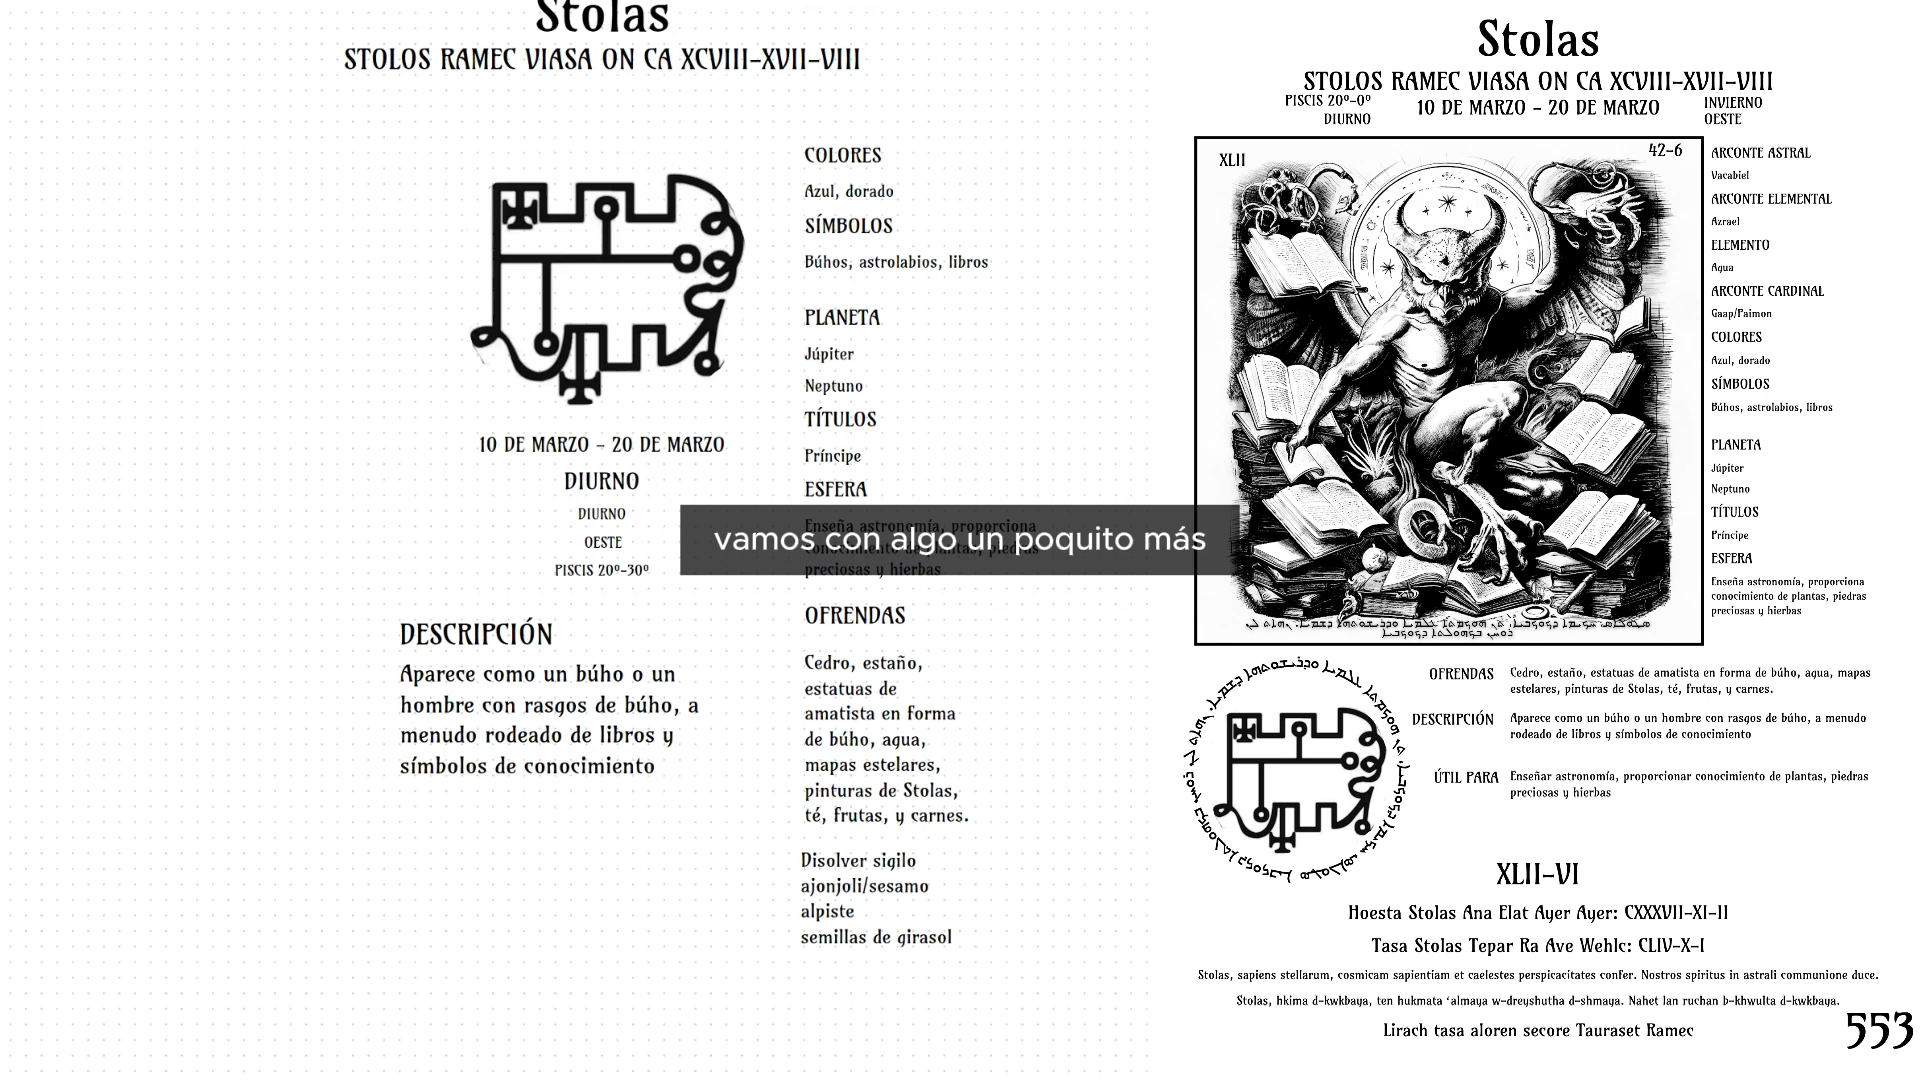 Stolas
STOLOS RAMEC VIASA ON CA XCVIII-XVII-VIII
COLORES
Azul, dorado
SÍMBOLOS
Búhos, astrolabios, libros
PLANETA
Júpiter
Neptuno
TÍTULOS
Príncipe
ESFERA
Enseña astronomía, proporciona
conocimiento de plantas, piedras
preciosas y hierbas
10 DE MARZO - 20 DE MARZO
DIURNO
DIURNO
OESTE
PISCIS 20º-30º
DESCRIPCIÓN
Aparece como un búho o un
hombre con rasgos de búho, a
menudo rodeado de libros y
símbolos de conocimiento
OFRENDAS
Cedro, estaño,
estatuas de
amatista en forma
de búho, agua,
mapas estelares,
pinturas de Stolas,
té, frutas, y carnes.
Disolver sigilo
ajonjoli/sesamo
alpiste
semillas de girasol
vamos con algo un poquito más
Stolas
STOLOS RAMEC VIASA ON CA XCVIII-XVII-VIII
PISCIS 20º-0º
DIURNO
10 DE MARZO - 20 DE MARZO
INVIERNO
OESTE
XLII
42-6
ARCONTE ASTRAL
Vacabiel
ARCONTE ELEMENTAL
Azrael
ELEMENTO
Agua
ARCONTE CARDINAL
Gaap/Paimon
COLORES
Azul, dorado
SÍMBOLOS
Búhos, astrolabios, libros
PLANETA
Júpiter
Neptuno
TÍTULOS
Príncipe
ESFERA
Enseña astronomía, proporciona
conocimiento de plantas, piedras
preciosas y hierbas
OFRENDAS
Cedro, estaño, estatuas de amatista en forma de búho, agua, mapas
estelares, pinturas de Stolas, té, frutas, y carnes.
DESCRIPCIÓN
Aparece como un búho o un hombre con rasgos de búho, a menudo
rodeado de libros y símbolos de conocimiento
ÚTIL PARA
Enseñar astronomía, proporcionar conocimiento de plantas, piedras
preciosas y hierbas
XLII-VI
Hoesta Stolas Ana Elat Ayer Ayer: CXXXVII-XI-II
Tasa Stolas Tepar Ra Ave Wehlc: CLIV-X-I
Stolas, sapiens stellarum, cosmicam sapientiam et caelestes perspicacitates confer. Nostros spiritus in astrali communione duce.
Stolas, hkima d-kwkbaya, ten hukmata ‘almaya w-dreyshutha d-shmaya. Nahet lan ruchan b-khwulta d-kwkbaya.
Lirach tasa aloren secore Tauraset Ramec
553